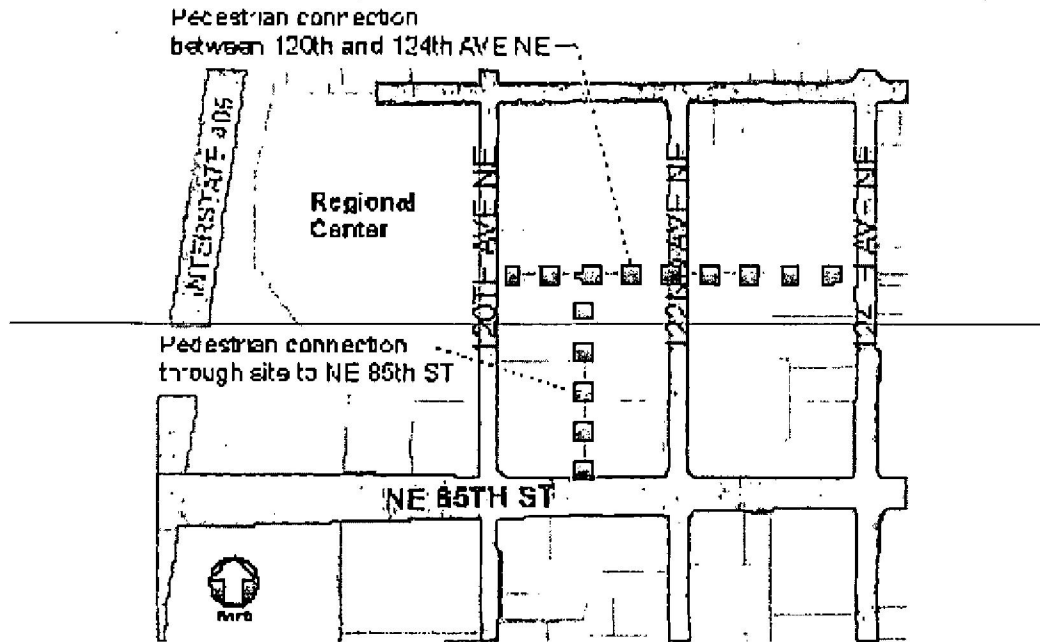 Pedestrian connection
between 120th and 124th AVE NE
INTERSTATE 405
Regional
Center
120TH AVE NE
122ND AVE NE
AVE NE
Pedestrian connection
through site to NE 85th ST
NE 85TH ST